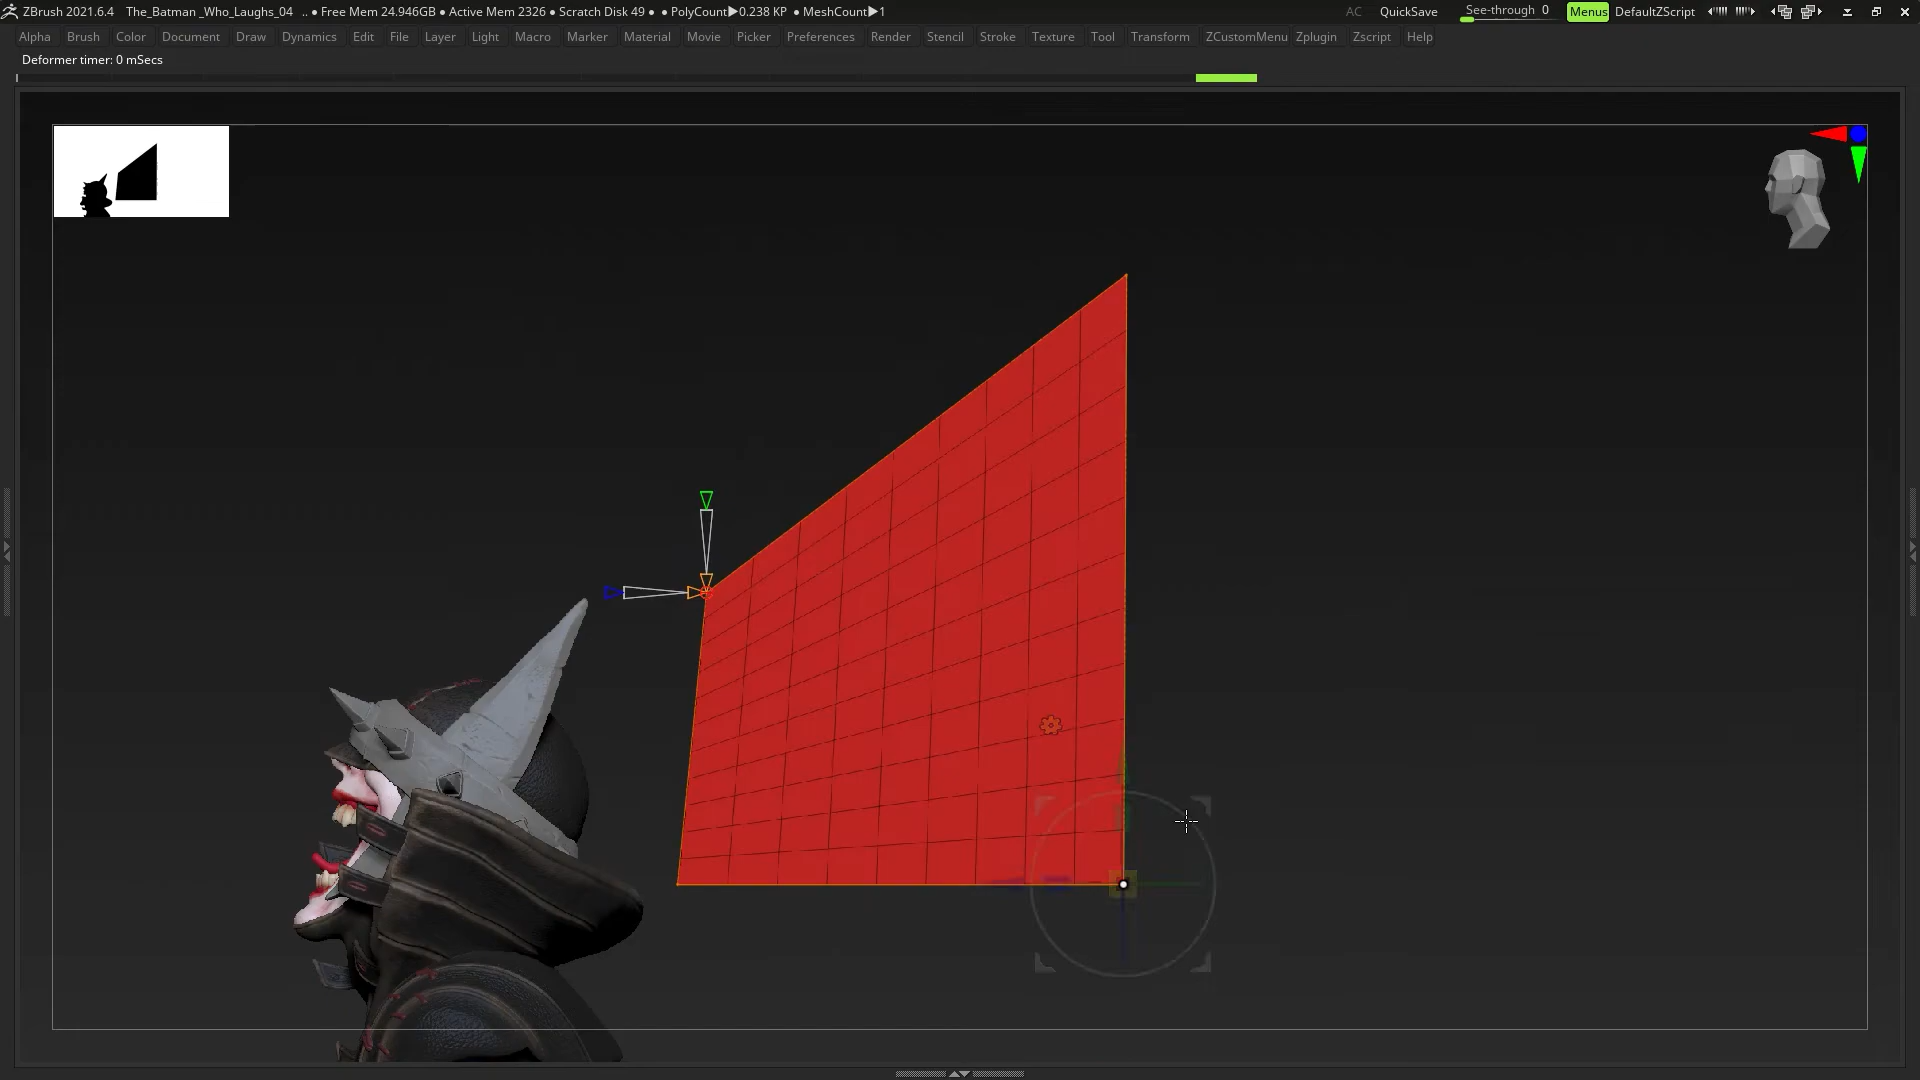 ZBrush 2021.6.4 The_Batman _Who_Laughs_04 .. ● Free Mem 24.946GB ● Active Mem 2326 ● Scratch Disk 49 ● ● PolyCount▶0.238 KP ● MeshCount▶1 AC QuickSave See-through 0 Menus DefaultZScript
Alpha Brush Color Document Draw Dynamics Edit File Layer Light Macro Marker Material Movie Picker Preferences Render Stencil Stroke Texture Tool Transform ZCustomMenu Zplugin Zscript Help
Deformer timer: 0 mSecs